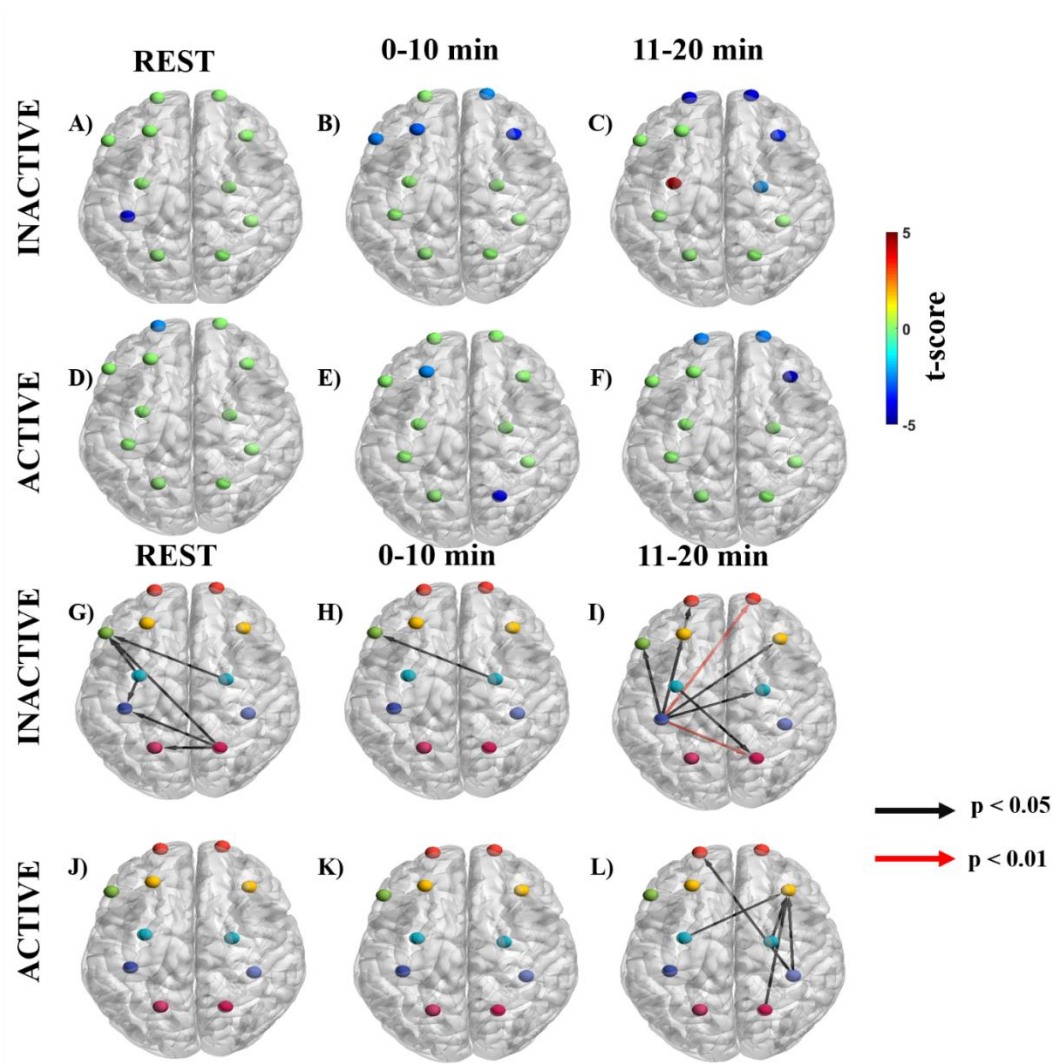 REST
0-10 min
11-20 min
INACTIVE
A)
B)
C)
5
0
-5
t-score
ACTIVE
D)
E)
F)
REST
0-10 min
11-20 min
INACTIVE
G)
H)
I)
p < 0.05
p < 0.01
ACTIVE
J)
K)
L)